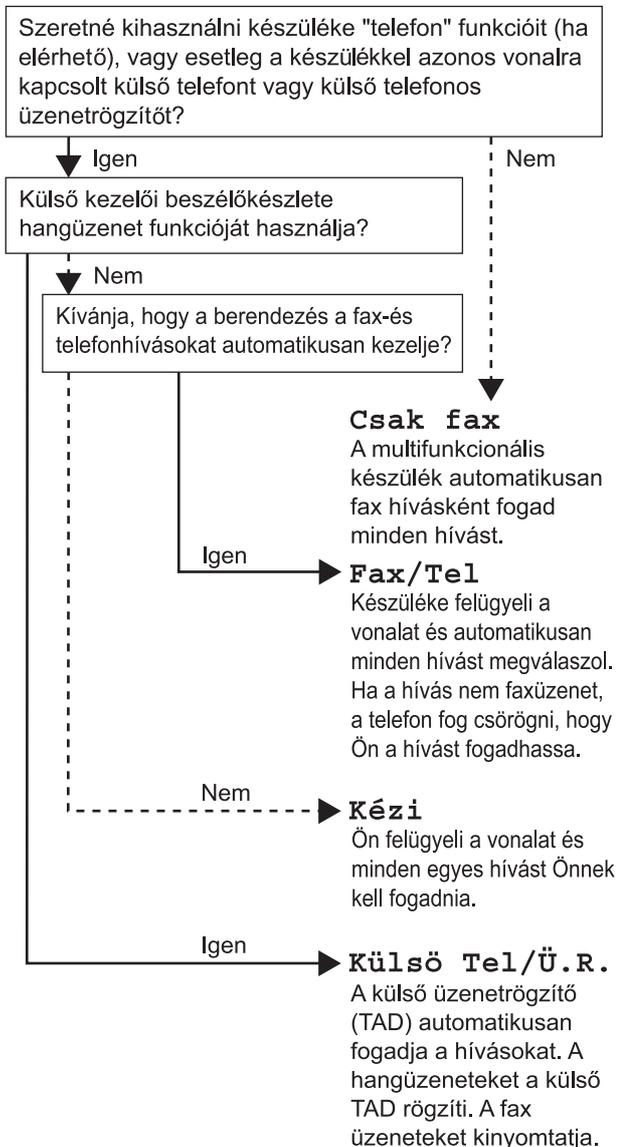 Szeretné kihasználni készüléke "telefon" funkcióit (ha
elérhető), vagy esetleg a készülékkel azonos vonalra
kapcsolt külső telefont vagy külső telefonos
üzenetrögzítőt?
Igen
Nem
Külső kezelői beszélőkészlete
hangüzenet funkcióját használja?
Nem
Kívánja, hogy a berendezés a fax-és
telefonhívásokat automatikusan kezelje?
Csak fax
A multifunkcionális
készülék automatikusan
fax hívásként fogad
minden hívást.
Igen
Fax/Tel
Készüléke felügyeli a
vonalat és automatikusan
minden hívást megválaszol.
Ha a hívás nem faxüzenet,
a telefon fog csörögni, hogy
Ön a hívást fogadhassa.
Nem
Kézi
Ön felügyeli a vonalat és
minden egyes hívást Önnek
kell fogadnia.
Igen
Külsö Tel/Ü.R.
A külső üzenetrögzítő
(TAD) automatikusan
fogadja a hívásokat. A
hangüzeneteket a külső
TAD rögzíti. A fax
üzeneteket kinyomtatja.